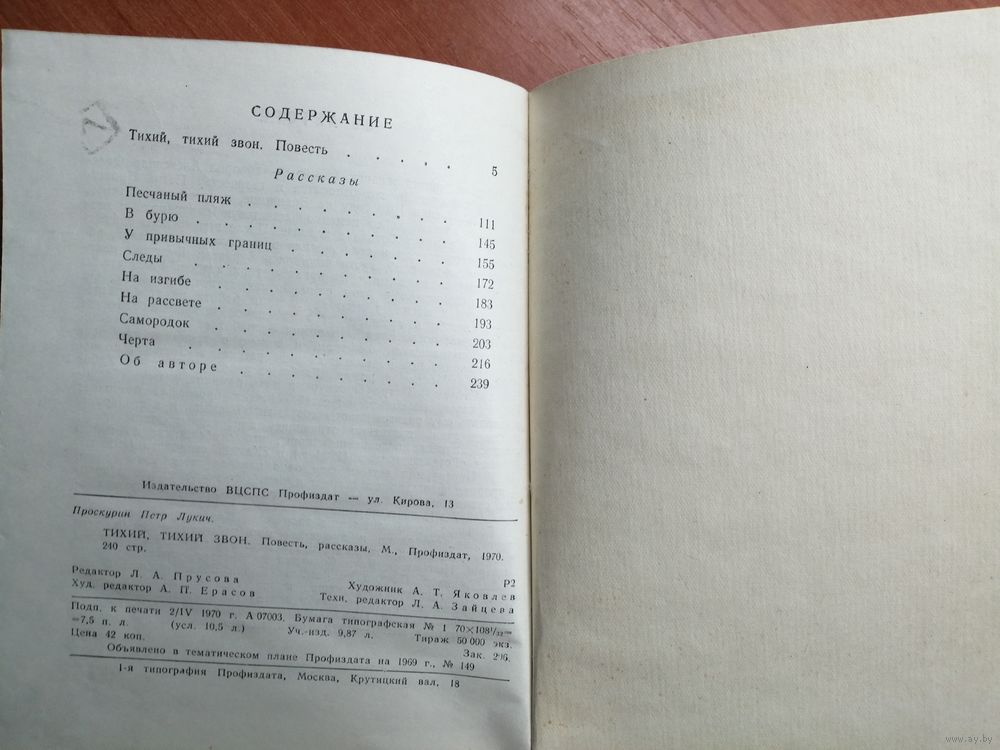 СОДЕРЖАНИЕ
Тихий, тихий звон. Повесть . . . . . 5
Рассказы
Песчаный пляж . . . . . . . . 111
В бурю . . . . . . . . . 145
У привычных границ . . . . . . 155
Следы . . . . . . . . . 172
На изгибе . . . . . . . . . 183
На рассвете . . . . . . . . 193
Самородок . . . . . . . . 203
Черта . . . . . . . . . 216
Об авторе . . . . . . . . 239
Издательство ВЦСПС Профиздат — ул. Кирова, 13
Проскурин Петр Лукич.
ТИХИЙ, ТИХИЙ ЗВОН. Повесть, рассказы, М., Профиздат, 1970.
240 стр.
Р2
Редактор Л. А. Прусова Художник А. Т. Яковлев
Худ. редактор А. П. Ерасов Техн. редактор Л. А. Зайцева
Подп. к печати 2/IV 1970 г. А 07003. Бумага типографская № 1 70×108¹/₃₂=
=7,5 п. л. (усл. 10,5 л.) Уч.-изд. 9,87 л. Тираж 50 000 экз.
Цена 42 коп. Зак. 296.
Объявлено в тематическом плане Профиздата на 1969 г., № 149
1-я типография Профиздата, Москва, Крутицкий вал, 18
www.ay.by